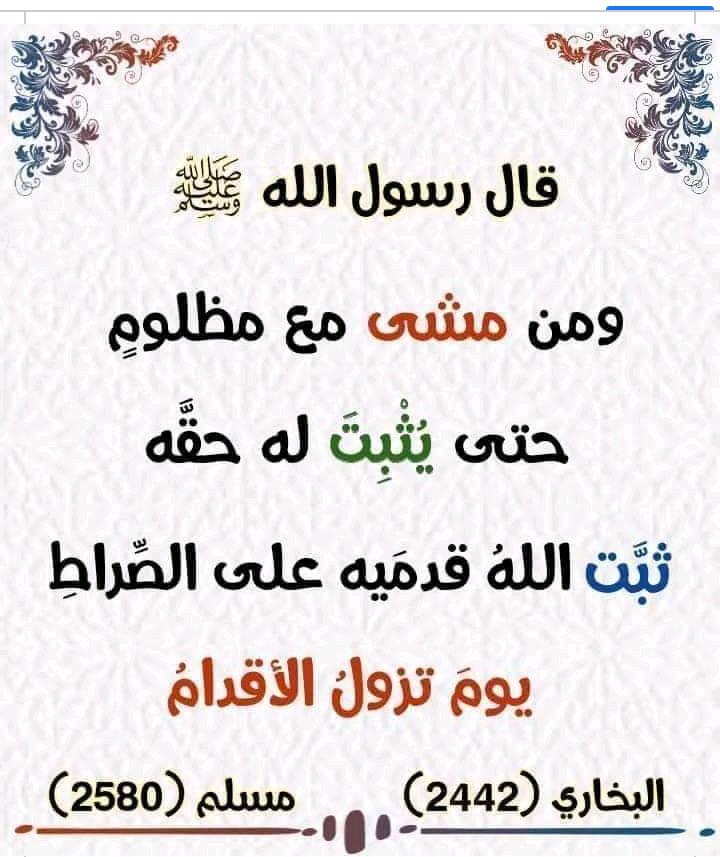 قال رسول الله ﷺ
ومن مشى مع مظلومٍ
حتى يُثْبِتَ له حقَّه
ثبَّت اللهُ قدمَيه على الصِّراطِ
يومَ تزولُ الأقدامُ
البخاري (2442) مسلم (2580)